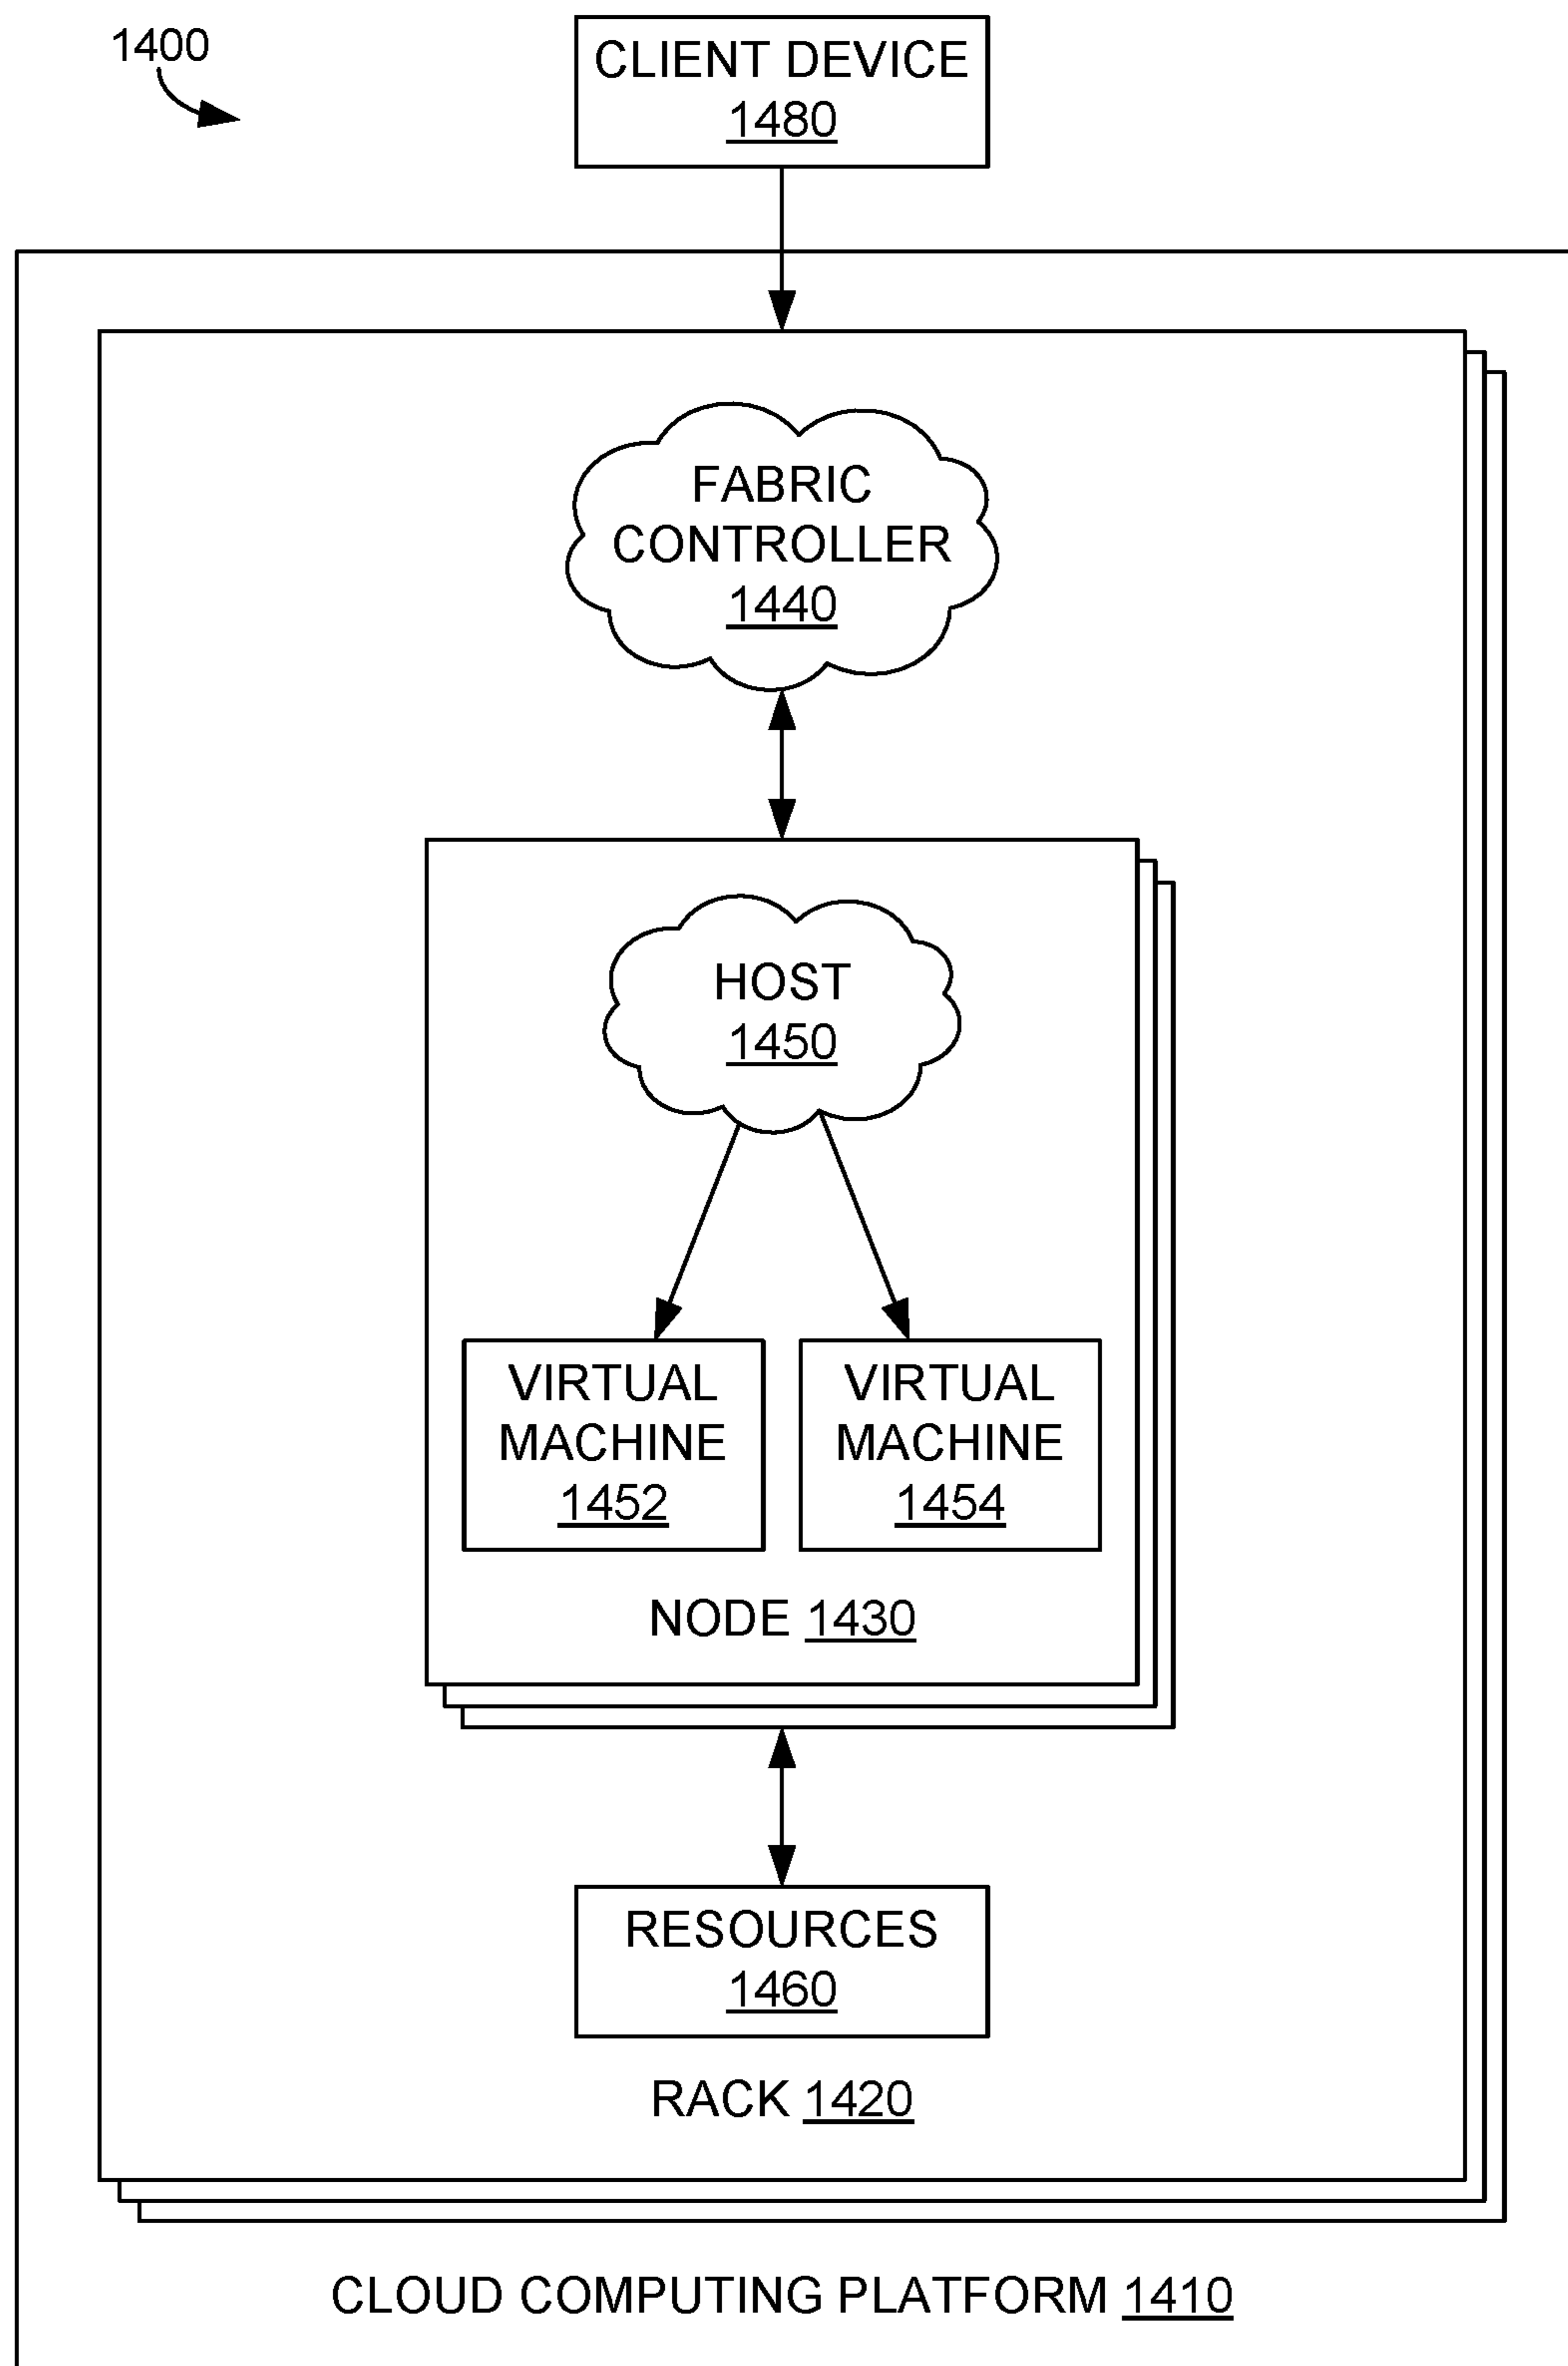 1400
CLIENT DEVICE
1480
FABRIC
CONTROLLER
1440
HOST
1450
VIRTUAL
MACHINE
1452
VIRTUAL
MACHINE
1454
NODE 1430
RESOURCES
1460
RACK 1420
CLOUD COMPUTING PLATFORM 1410